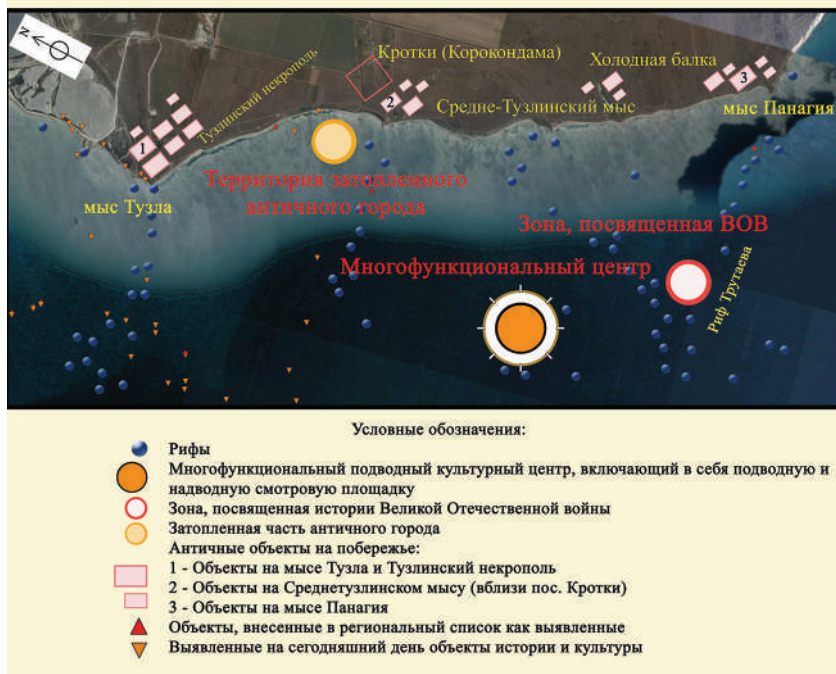 N
Тузлинский некрополь
Кротки (Корокондама)
Холодная балка
1
2
3
Средне-Тузлинский мыс
мыс Панагия
мыс Тузла
Территория затопленного
античного города
Зона, посвященная ВОВ
Многофункциональный центр
Риф Трутаева
Условные обозначения:
Рифы
Многофункциональный подводный культурный центр, включающий в себя подводную и
надводную смотровую площадку
Зона, посвященная истории Великой Отечественной войны
Затопленная часть античного города
Античные объекты на побережье:
1 - Объекты на мысе Тузла и Тузлинский некрополь
2 - Объекты на Среднетузлинском мысу (вблизи пос. Кротки)
3 - Объекты на мысе Панагия
Объекты, внесенные в региональный список как выявленные
Выявленные на сегодняшний день объекты истории и культуры